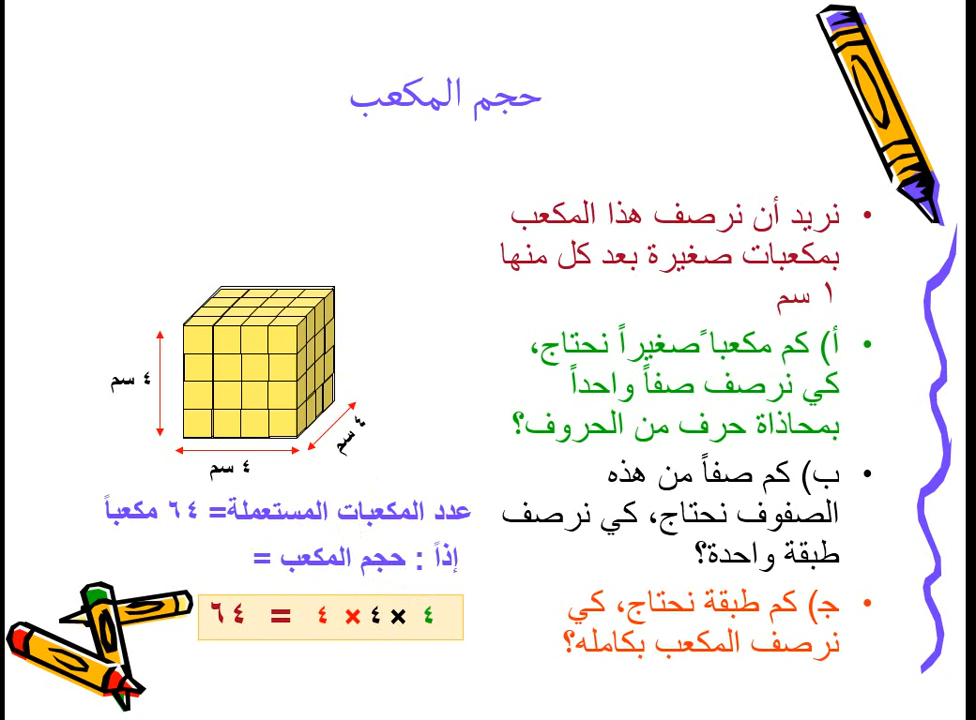 حجم المكعب
• نريد أن نرصف هذا المكعب
بمكعبات صغيرة بعد كل منها
١ سم
• أ) كم مكعباً صغيراً نحتاج،
كي نرصف صفاً واحداً
بمحاذاة حرف من الحروف؟
• ب) كم صفاً من هذه
الصفوف نحتاج، كي نرصف
طبقة واحدة؟
• جـ) كم طبقة نحتاج، كي
نرصف المكعب بكامله؟
٤ سم
٤ سم
٤ سم
عدد المكعبات المستعملة= ٦٤ مكعباً
إذاً : حجم المكعب =
٤ × ٤ × ٤ = ٦٤